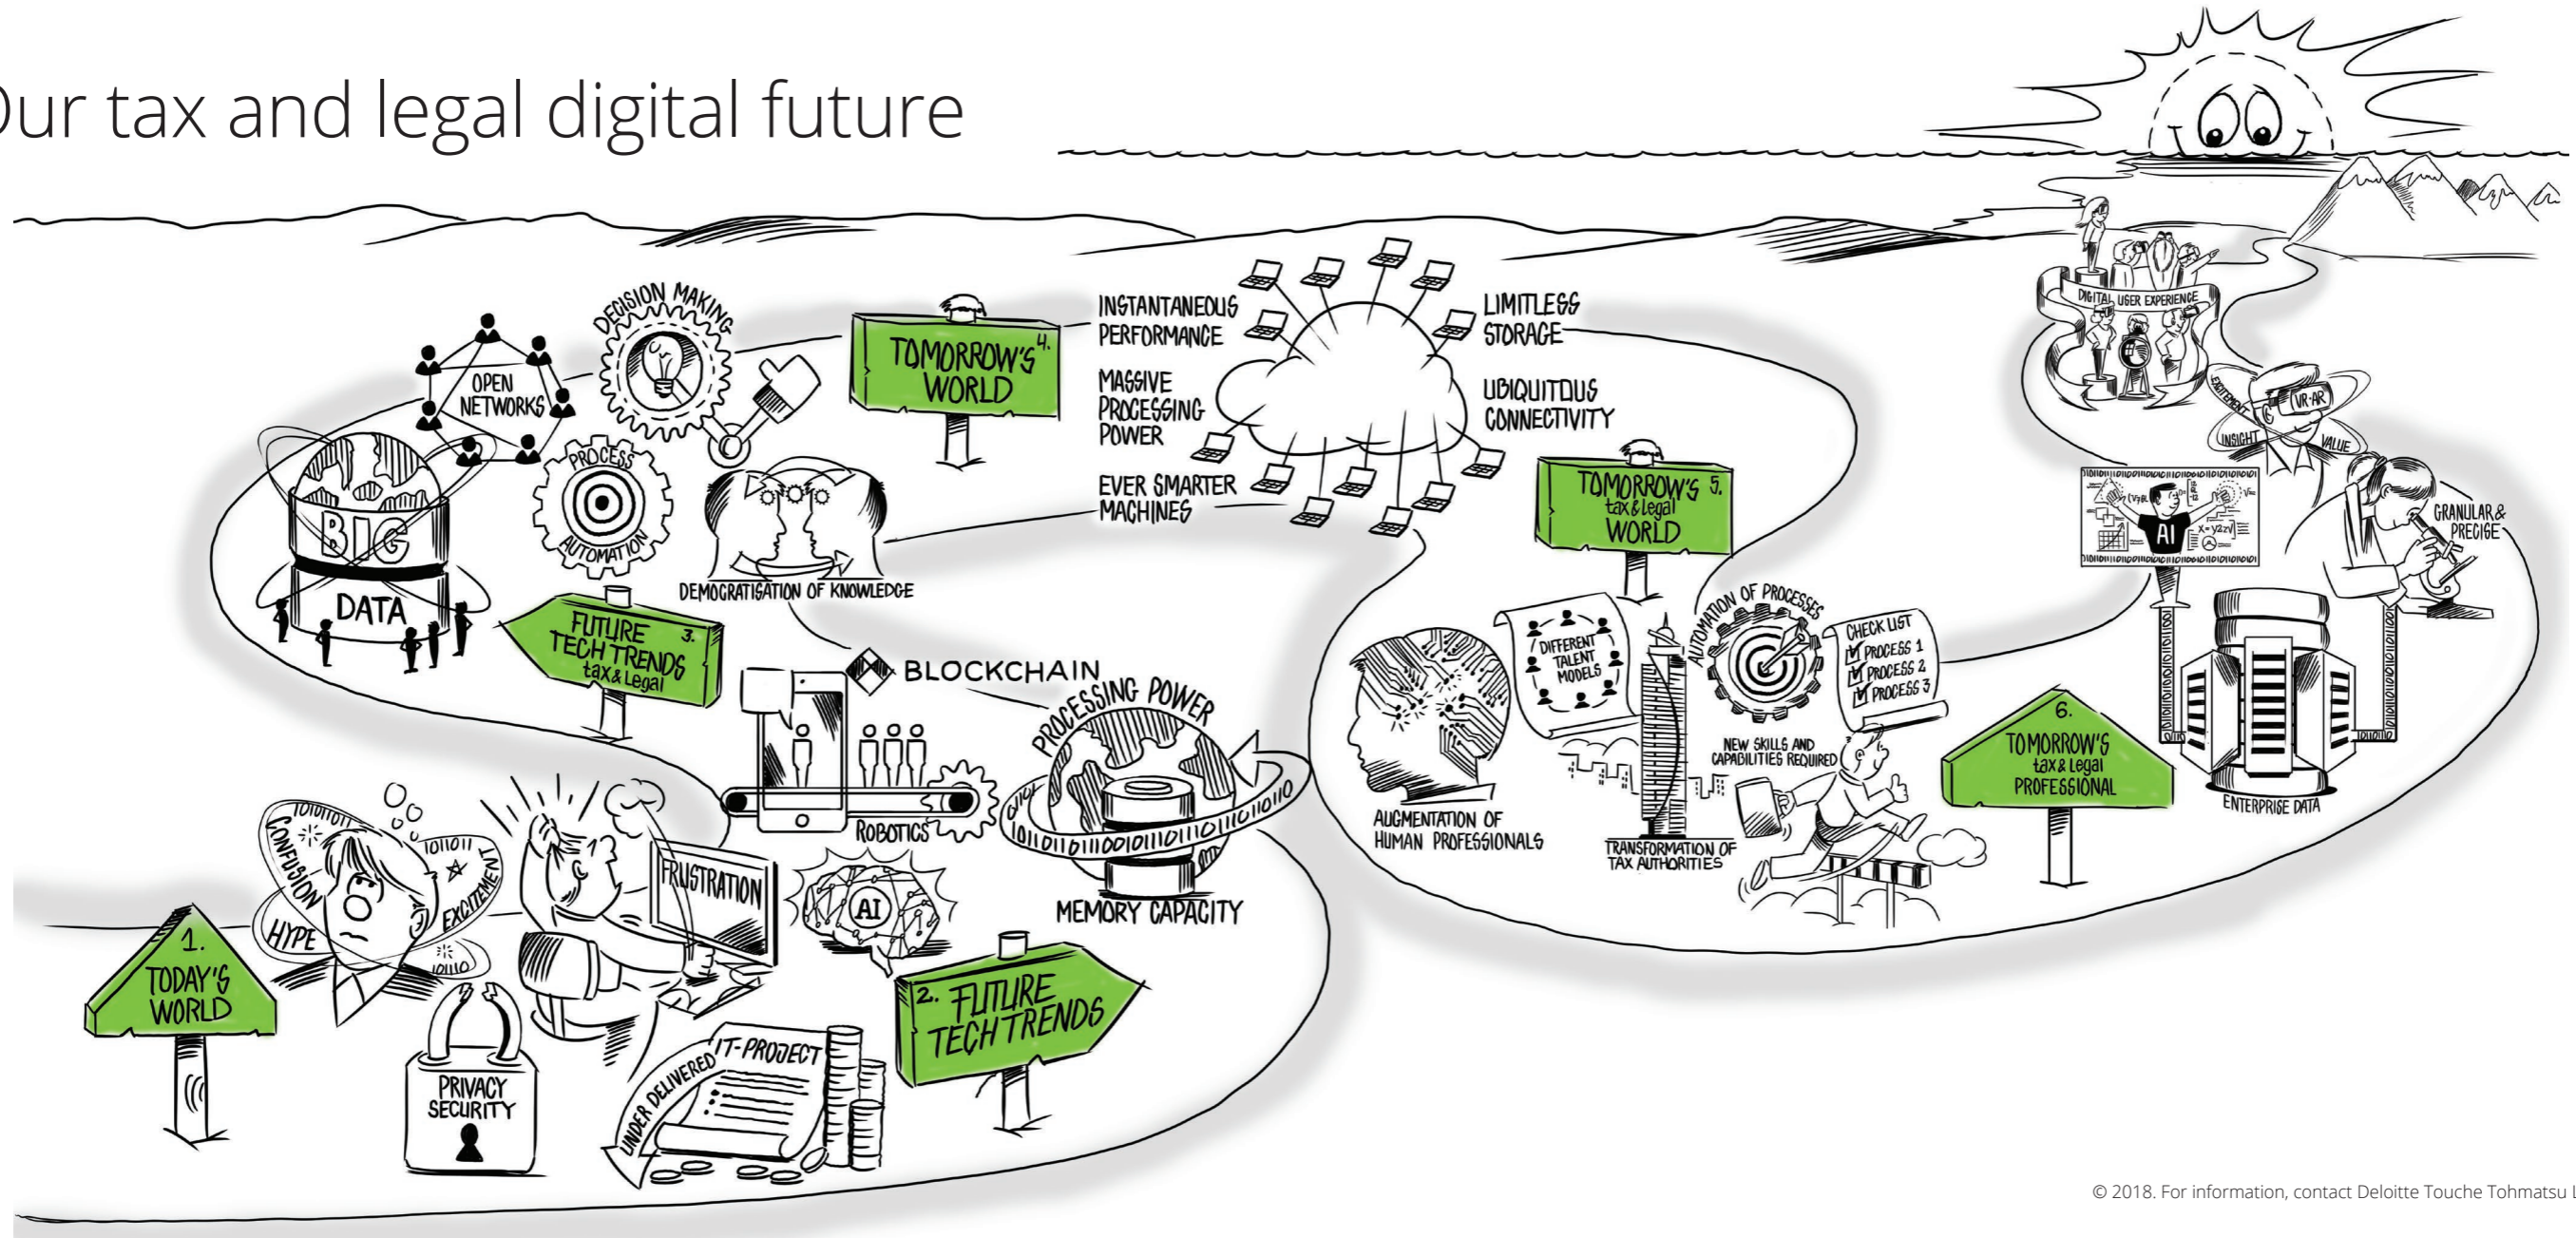 Our tax and legal digital future
1.
TODAY'S
WORLD
1010110111
CONFUSION
HYPE
1011011
EXCITEMENT
10110
FRUSTRATION
PRIVACY
SECURITY
UNDER DELIVERED
IT-PROJECT
2. FUTURE
TECH TRENDS
AI
ROBOTICS
BLOCKCHAIN
PROCESSING POWER
MEMORY CAPACITY
FUTURE 3.
TECH TRENDS
tax & legal
BIG
DATA
OPEN
NETWORKS
PROCESS
AUTOMATION
DECISION MAKING
DEMOCRATISATION OF KNOWLEDGE
4.
TOMORROW'S
WORLD
INSTANTANEOUS
PERFORMANCE
MASSIVE
PROCESSING
POWER
EVER SMARTER
MACHINES
LIMITLESS
STORAGE
UBIQUITOUS
CONNECTIVITY
TOMORROW'S 5.
tax & legal
WORLD
AUGMENTATION OF
HUMAN PROFESSIONALS
DIFFERENT
TALENT
MODELS
TRANSFORMATION OF
TAX AUTHORITIES
AUTOMATION OF PROCESSES
CHECK LIST
PROCESS 1
PROCESS 2
PROCESS 3
NEW SKILLS AND
CAPABILITIES REQUIRED
6.
TOMORROW'S
tax & legal
PROFESSIONAL
ENTERPRISE DATA
AI
GRANULAR &
PRECISE
VR-AR
EXCITEMENT
INSIGHT
VALUE
DIGITAL USER EXPERIENCE
© 2018. For information, contact Deloitte Touche Tohmatsu L